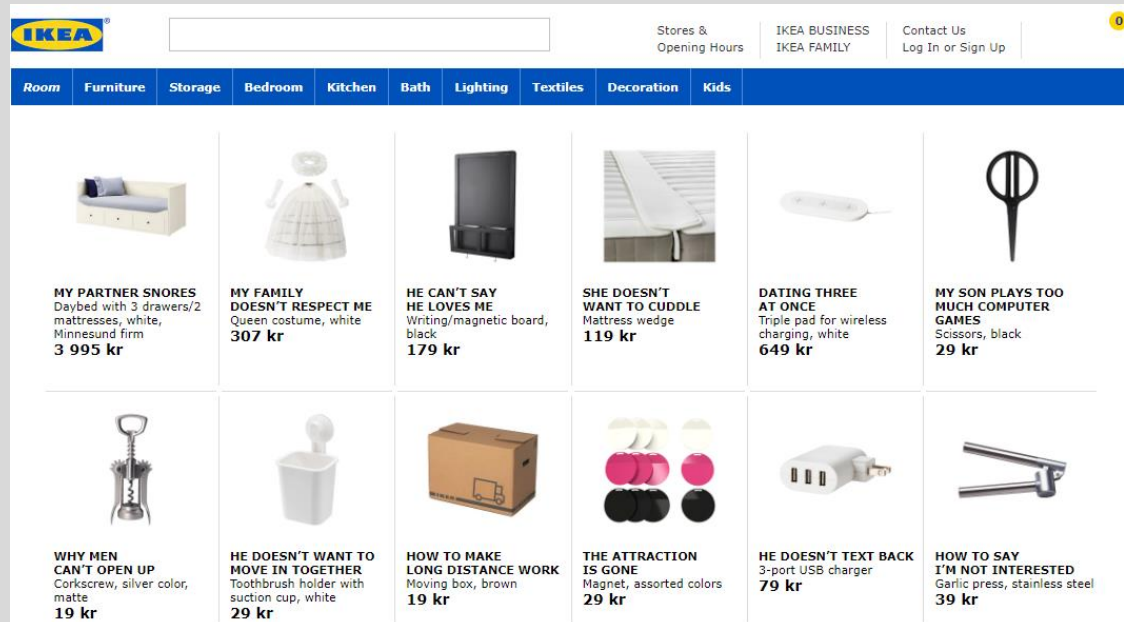 IKEA
®
Stores &
Opening Hours
IKEA BUSINESS
IKEA FAMILY
Contact Us
Log In or Sign Up
0
Room Furniture Storage Bedroom Kitchen Bath Lighting Textiles Decoration Kids
MY PARTNER SNORES
Daybed with 3 drawers/2
mattresses, white,
Minnesund firm
3 995 kr
MY FAMILY
DOESN'T RESPECT ME
Queen costume, white
307 kr
HE CAN'T SAY
HE LOVES ME
Writing/magnetic board,
black
179 kr
SHE DOESN'T
WANT TO CUDDLE
Mattress wedge
119 kr
DATING THREE
AT ONCE
Triple pad for wireless
charging, white
649 kr
MY SON PLAYS TOO
MUCH COMPUTER
GAMES
Scissors, black
29 kr
WHY MEN
CAN'T OPEN UP
Corkscrew, silver color,
matte
19 kr
HE DOESN'T WANT TO
MOVE IN TOGETHER
Toothbrush holder with
suction cup, white
29 kr
IKEA
HOW TO MAKE
LONG DISTANCE WORK
Moving box, brown
19 kr
THE ATTRACTION
IS GONE
Magnet, assorted colors
29 kr
HE DOESN'T TEXT BACK
3-port USB charger
79 kr
HOW TO SAY
I'M NOT INTERESTED
Garlic press, stainless steel
39 kr